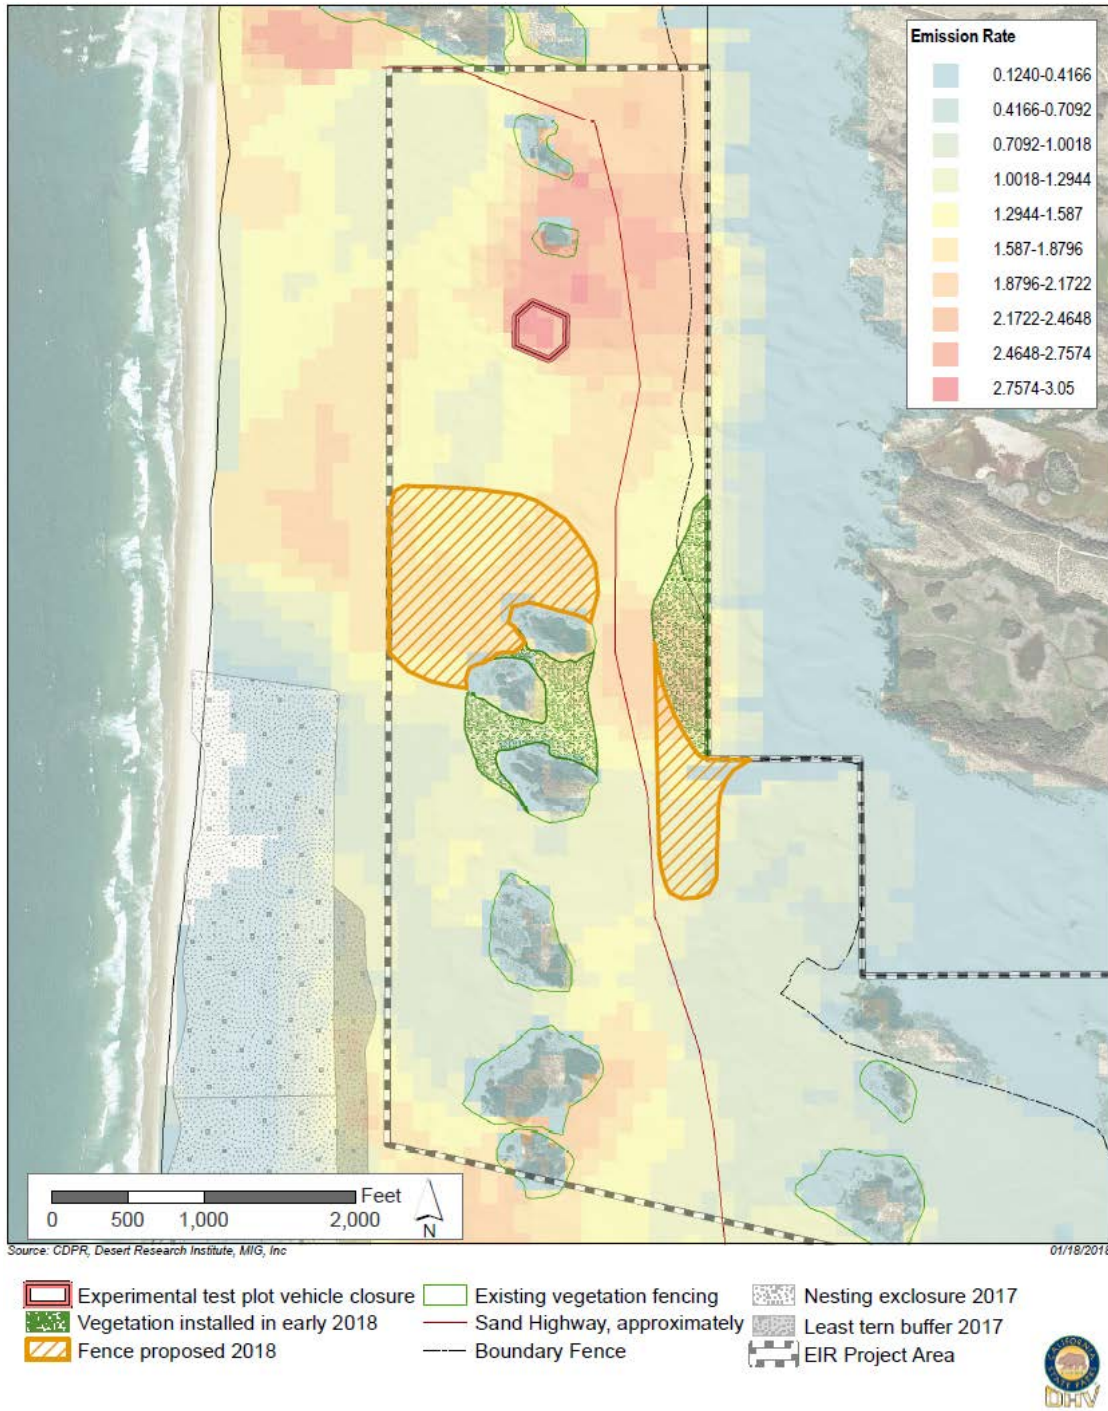 Emission Rate
0.1240-0.4166
0.4166-0.7092
0.7092-1.0018
1.0018-1.2944
1.2944-1.587
1.587-1.8796
1.8796-2.1722
2.1722-2.4648
2.4648-2.7574
2.7574-3.05
Feet
0 500 1,000 2,000
N
Source: CDPR, Desert Research Institute, MIG, Inc
01/18/2018
Experimental test plot vehicle closure
Vegetation installed in early 2018
Fence proposed 2018
Existing vegetation fencing
Sand Highway, approximately
Boundary Fence
Nesting exclosure 2017
Least tern buffer 2017
EIR Project Area
CALIFORNIA
STATE PARKS
OHV